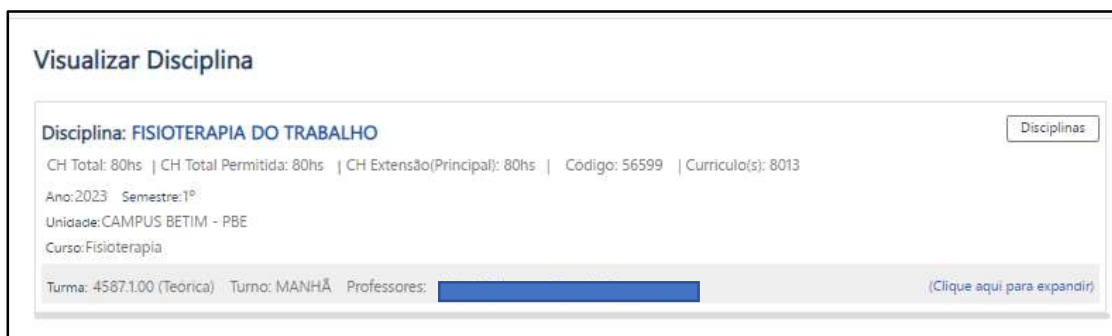 Visualizar Disciplina
Disciplina: FISIOTERAPIA DO TRABALHO
Disciplinas
CH Total: 80hs | CH Total Permitida: 80hs | CH Extensão(Principal): 80hs | Código: 56599 | Curriculo(s): 8013
Ano:2023 Semestre:1º
Unidade:CAMPUS BETIM - PBE
Curso:Fisioterapia
Turma: 4587.1.00 (Teórica) Turno: MANHÃ Professores: (Clique aqui para expandir)